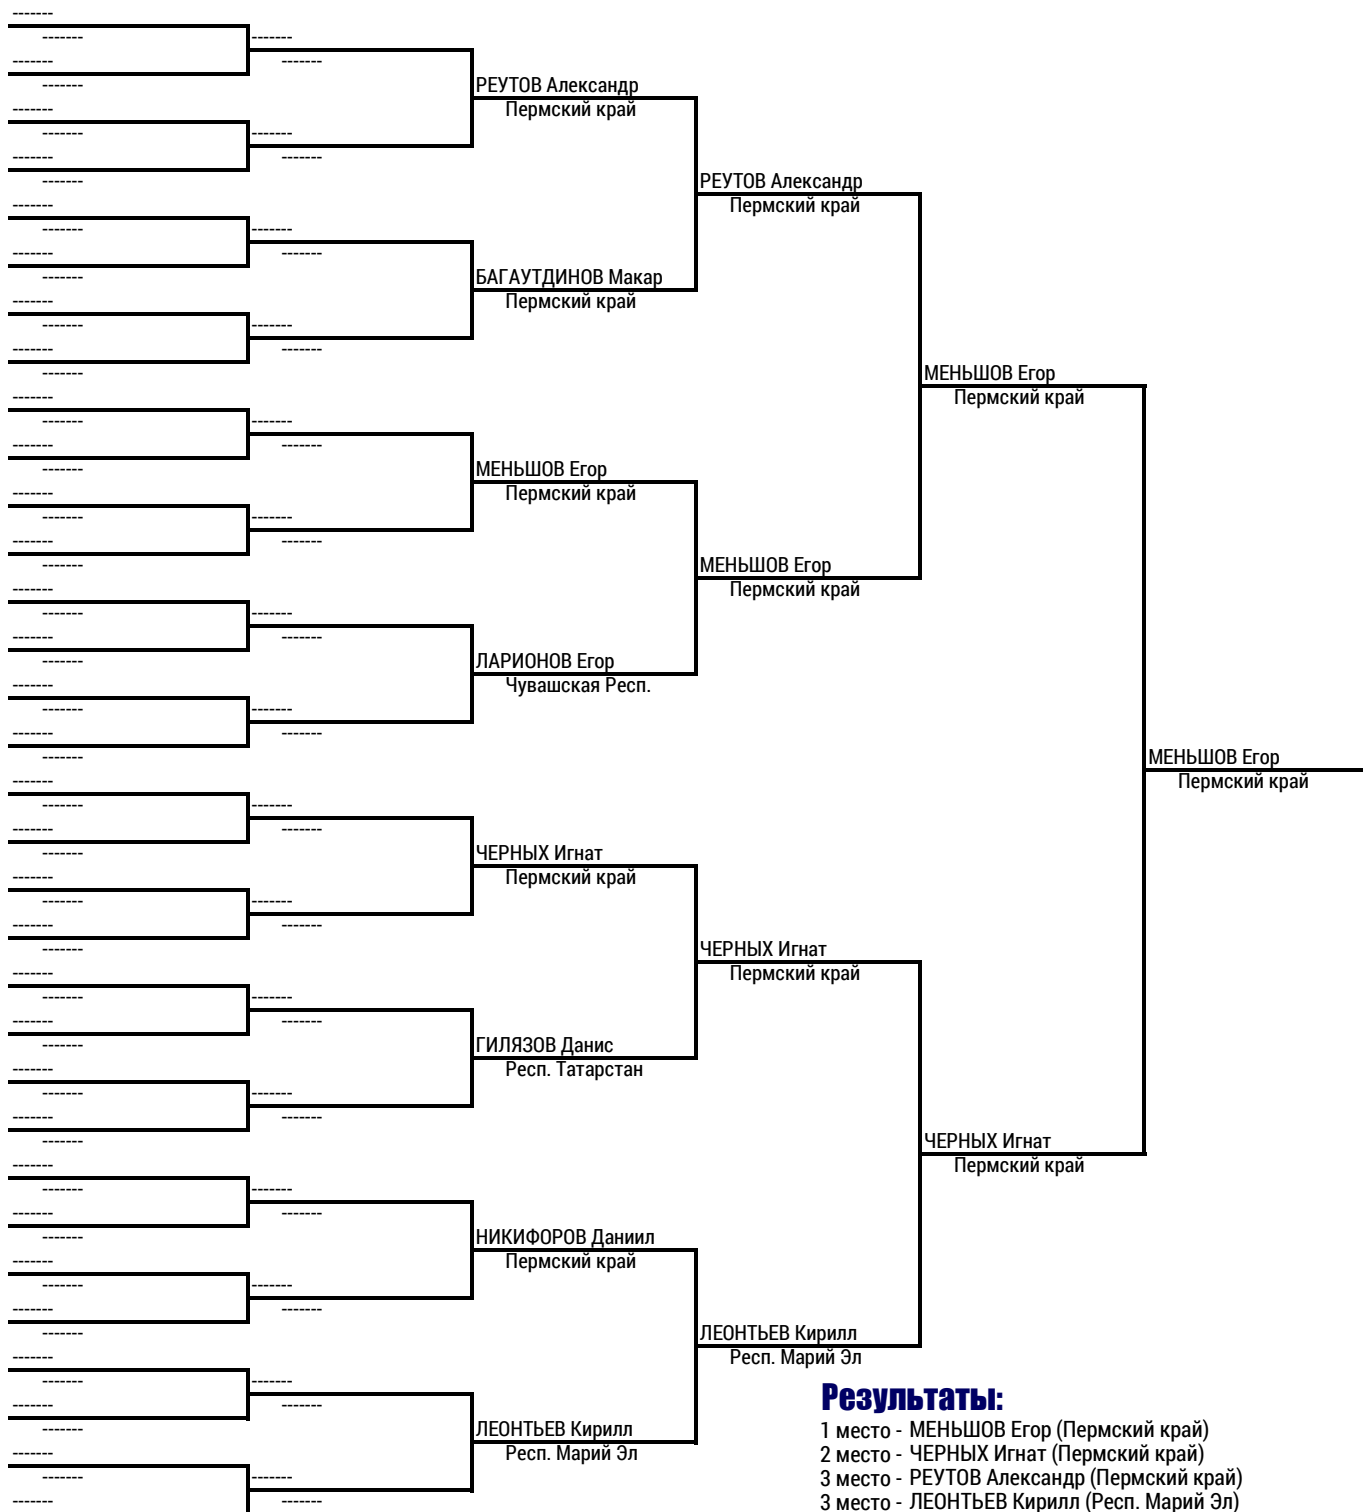 РЕУТОВ Александр
Пермский край
РЕУТОВ Александр
Пермский край
БАГАУТДИНОВ Макар
Пермский край
МЕНЬШОВ Егор
Пермский край
МЕНЬШОВ Егор
Пермский край
МЕНЬШОВ Егор
Пермский край
ЛАРИОНОВ Егор
Чувашская Респ.
МЕНЬШОВ Егор
Пермский край
ЧЕРНЫХ Игнат
Пермский край
ЧЕРНЫХ Игнат
Пермский край
ГИЛЯЗОВ Данис
Респ. Татарстан
ЧЕРНЫХ Игнат
Пермский край
НИКИФОРОВ Даниил
Пермский край
ЛЕОНТЬЕВ Кирилл
Респ. Марий Эл
ЛЕОНТЬЕВ Кирилл
Респ. Марий Эл
Результаты:
1 место - МЕНЬШОВ Егор (Пермский край)
2 место - ЧЕРНЫХ Игнат (Пермский край)
3 место - РЕУТОВ Александр (Пермский край)
3 место - ЛЕОНТЬЕВ Кирилл (Респ. Марий Эл)